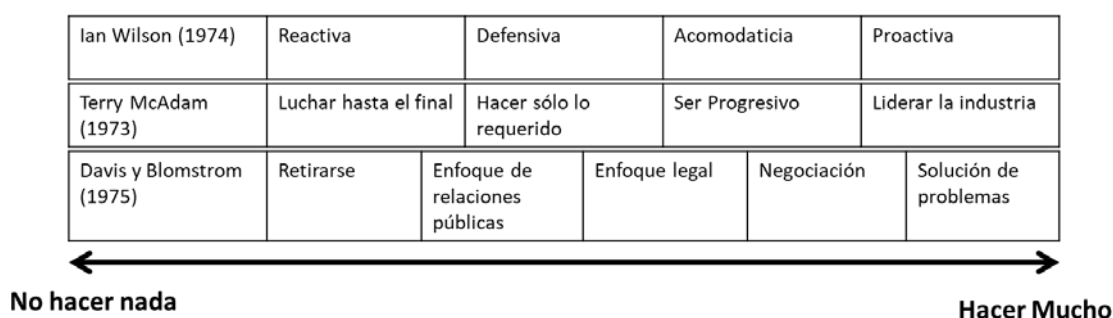 Ian Wilson (1974) Reactiva Defensiva Acomodaticia Proactiva
Terry McAdam (1973) Luchar hasta el final Hacer sólo lo requerido Ser Progresivo Liderar la industria
Davis y Blomstrom (1975) Retirarse Enfoque de relaciones públicas Enfoque legal Negociación Solución de problemas
No hacer nada Hacer Mucho